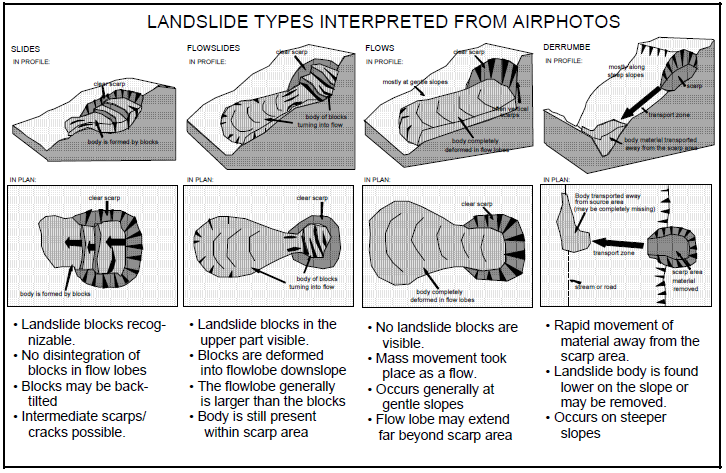 LANDSLIDE TYPES INTERPRETED FROM AIRPHOTOS
SLIDES
IN PROFILE:
clear scarp
body is formed by blocks
FLOWSLIDES
IN PROFILE:
clear scarp
body of blocks
turning into flow
FLOWS
IN PROFILE:
clear scarp
mostly at gentle slopes
often vertical
scarps
body completely
deformed in flow lobes
DERRUMBE
IN PROFILE:
mostly along
steep slopes
scarp
transport zone
body material transported
away from the scarp area
IN PLAN:
clear scarp
body is formed by blocks
IN PLAN:
clear scarp
body of blocks
turning into flow
IN PLAN:
clear scarp
body completely
deformed in flow lobes
IN PLAN:
Body transported away
from source area
(may be completely missing)
transport zone
scarp area
material
removed
stream or road
• Landslide blocks recog-
nizable.
• No disintegration of
blocks in flow lobes
• Blocks may be back-
tilted
• Intermediate scarps/
cracks possible.
• Landslide blocks in the
upper part visible.
• Blocks are deformed
into flowlobe downslope
• The flowlobe generally
is larger than the blocks
• Body is still present
within scarp area
• No landslide blocks are
visible.
• Mass movement took
place as a flow.
• Occurs generally at
gentle slopes
• Flow lobe may extend
far beyond scarp area
• Rapid movement of
material away from the
scarp area.
• Landslide body is found
lower on the slope or
may be removed.
• Occurs on steeper
slopes